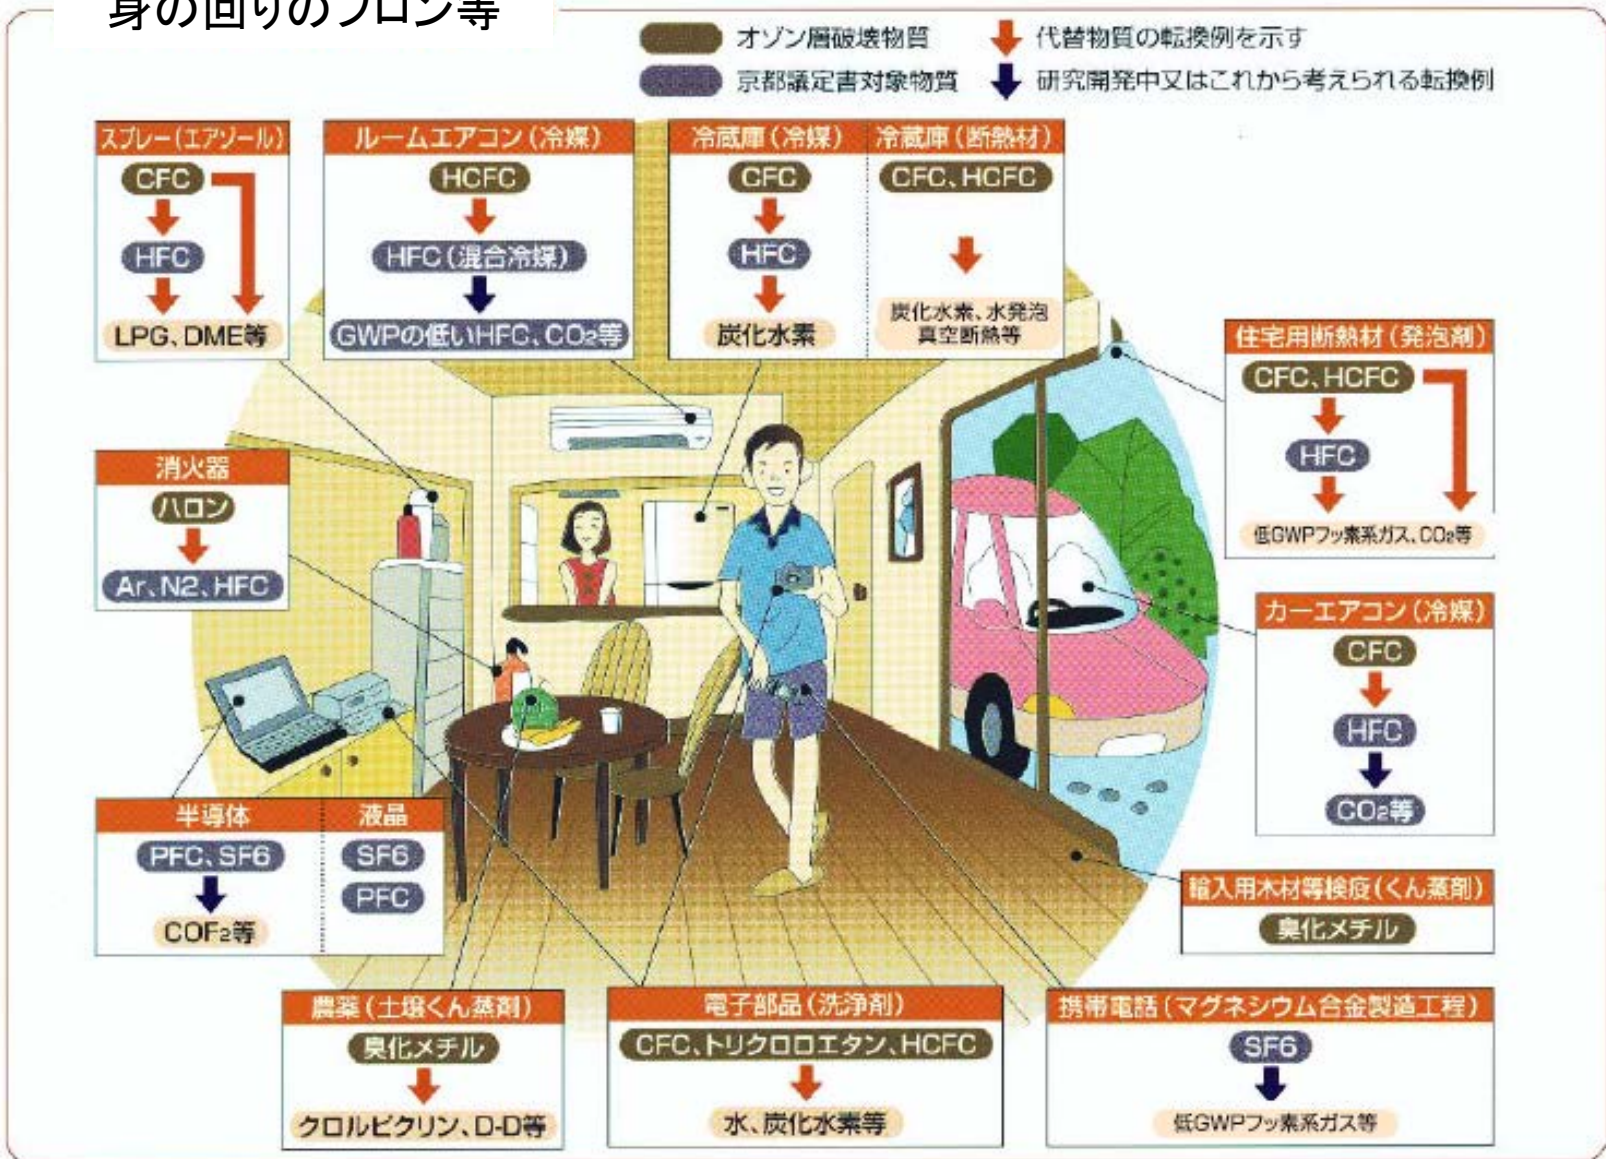 身の回りのフロン等
オゾン層破壊物質
代替物質の転換例を示す
京都議定書対象物質
研究開発中又はこれから考えられる転換例
スプレー(エアゾール)
CFC
HFC
LPG、DME等
ルームエアコン(冷媒)
HCFC
HFC(混合冷媒)
GWPの低いHFC、CO2等
冷蔵庫(冷媒)
CFC
HFC
炭化水素
冷蔵庫(断熱材)
CFC、HCFC
炭化水素、水発泡
真空断熱等
住宅用断熱材(発泡剤)
CFC、HCFC
HFC
低GWPフッ素系ガス、CO2等
消火器
ハロン
Ar、N2、HFC
カーエアコン(冷媒)
CFC
HFC
CO2等
半導体
PFC、SF6
COF2等
液晶
SF6
PFC
輸入用木材等検疫(くん蒸剤)
臭化メチル
農薬(土壌くん蒸剤)
臭化メチル
クロルピクリン、D-D等
電子部品(洗浄剤)
CFC、トリクロロエタン、HCFC
水、炭化水素等
携帯電話(マグネシウム合金製造工程)
SF6
低GWPフッ素系ガス等